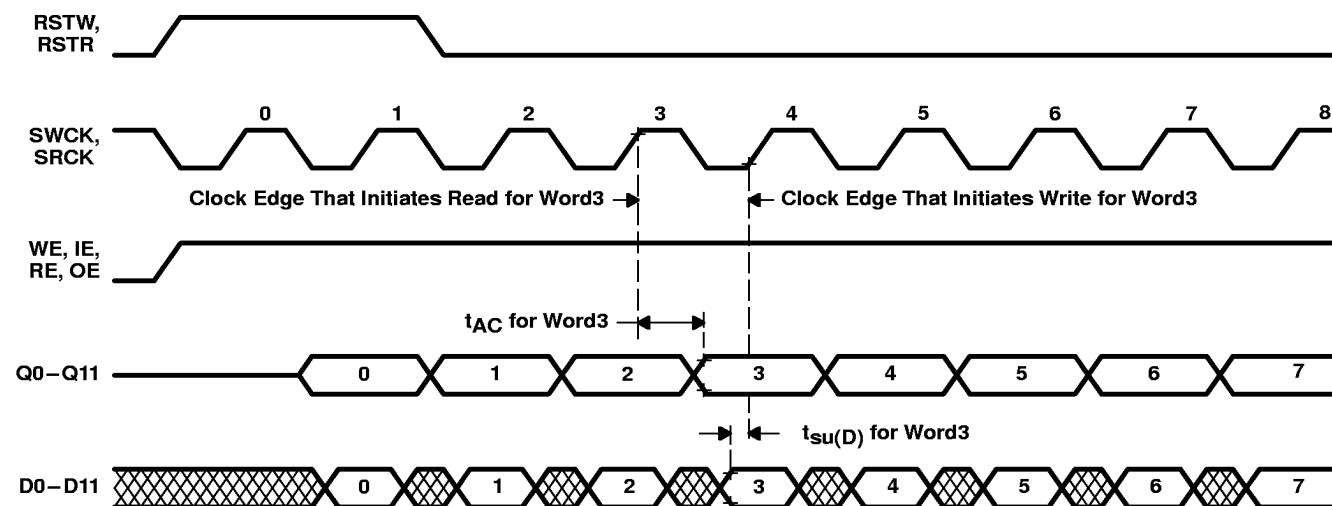 RSTW,
RSTR
0 1 2 3 4 5 6 7 8
SWCK,
SRCK
Clock Edge That Initiates Read for Word3
Clock Edge That Initiates Write for Word3
WE, IE,
RE, OE
tAC for Word3
Q0–Q11
0 1 2 3 4 5 6 7
tsu(D) for Word3
D0–D11
0 1 2 3 4 5 6 7